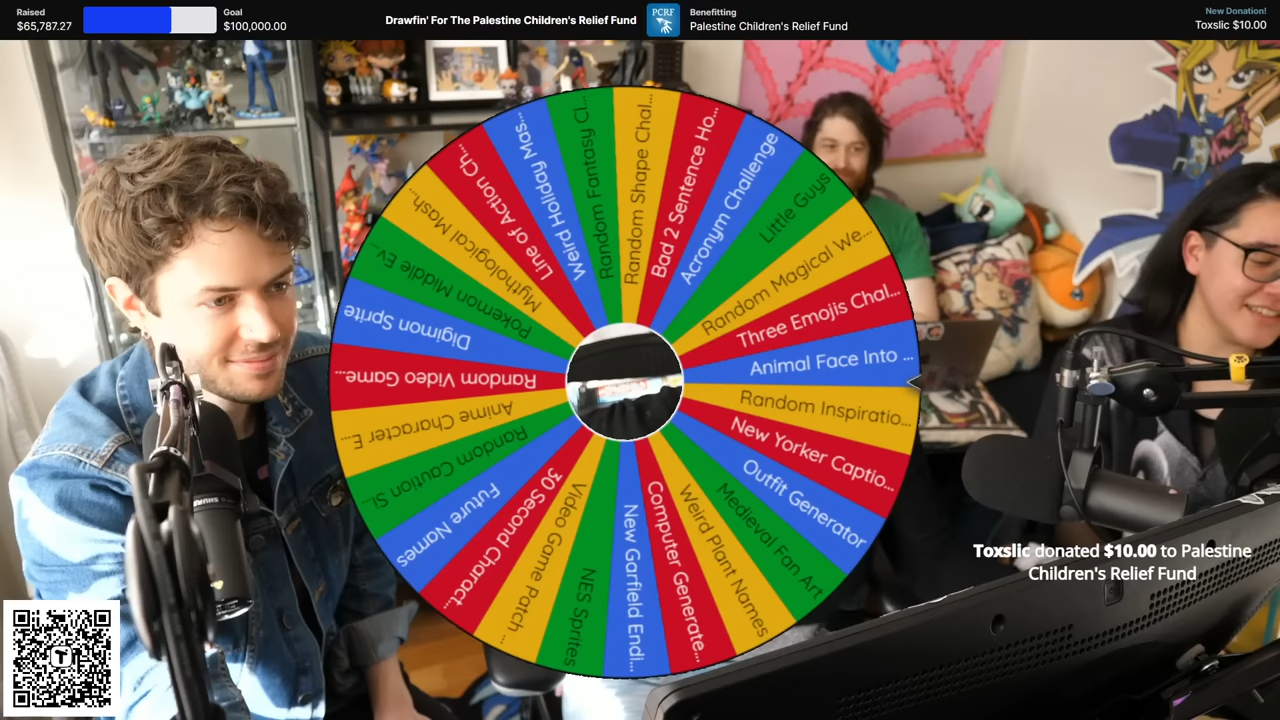 Raised
$65,787.27
Goal
$100,000.00
Drawfin' For The Palestine Children's Relief Fund
PCRF
Benefitting
Palestine Children's Relief Fund
New Donation!
Toxslic $10.00
Random Shape Chal...
Bad 2 Sentence Ho...
Acronym Challenge
Little Guys
Random Magical We...
Three Emojis Chal...
Animal Face Into ...
Random Inspiratio...
New Yorker Captio...
Outfit Generator
Medieval Fan Art
Weird Plant Names
Computer Generate...
New Garfield Endi...
NES Sprites
Video Game Patch ...
30 Second Charact...
Future Names
Random Caution Si...
Anime Character E...
Random Video Game...
Digimon Sprite
Pokemon Middle Ev...
Mythological Mash...
Line of Action Ch...
Weird Holiday Mas...
Random Fantasy Cl...
Toxslic donated $10.00 to Palestine
Children's Relief Fund
SHURE